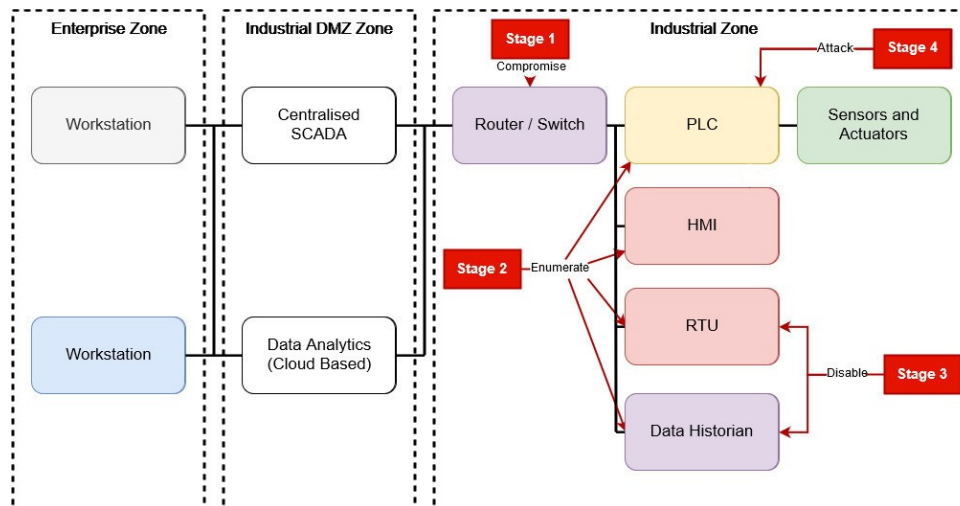 Enterprise Zone
Industrial DMZ Zone
Industrial Zone
Stage 1
Compromise
Attack
Stage 4
Workstation
Centralised
SCADA
Router / Switch
PLC
Sensors and
Actuators
HMI
Stage 2
Enumerate
Workstation
Data Analytics
(Cloud Based)
RTU
Disable
Stage 3
Data Historian